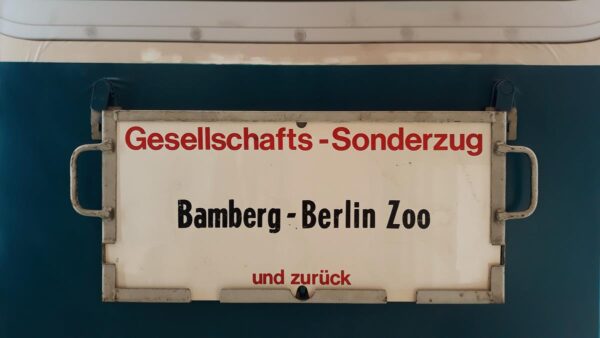 Gesellschafts-Sonderzug
Bamberg-Berlin Zoo
und zurück